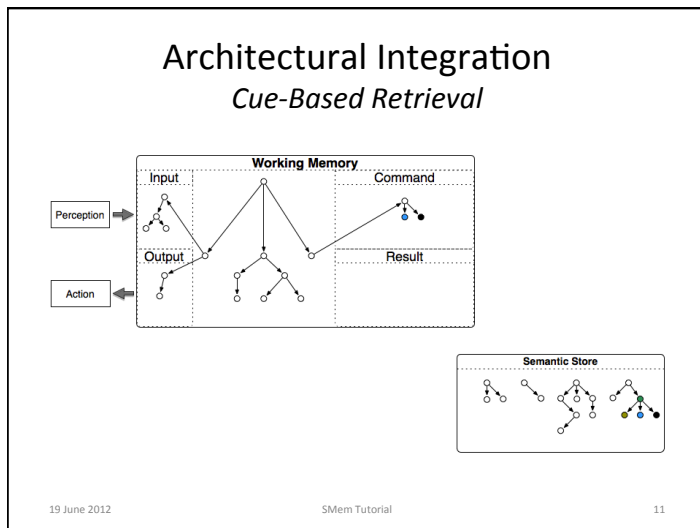 Architectural Integration
Cue-Based Retrieval
Working Memory
Input
Command
Perception
Output
Result
Action
Semantic Store
19 June 2012
SMem Tutorial
11